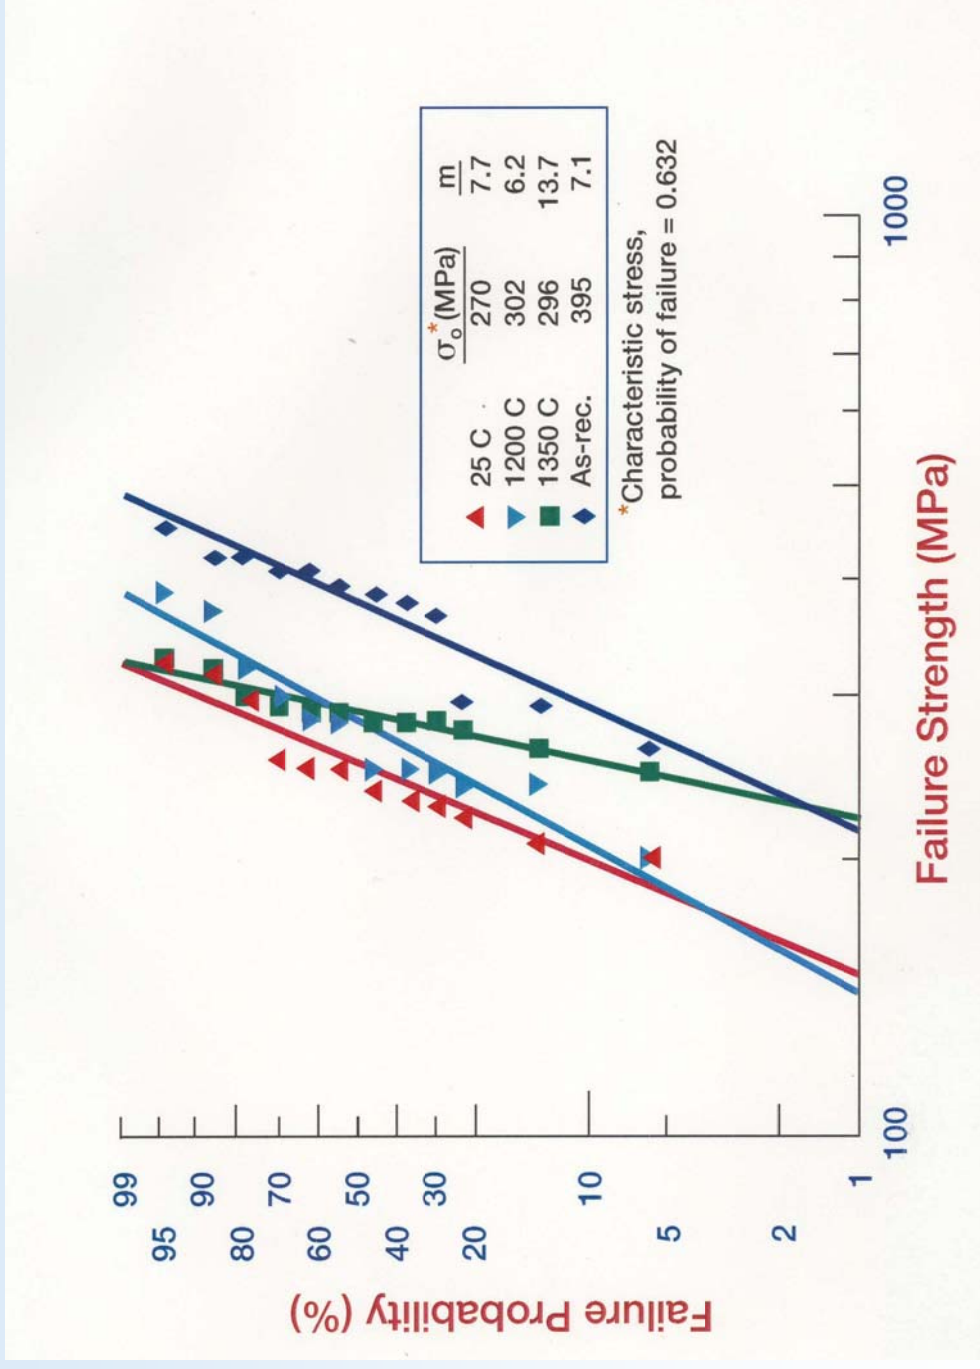 Failure Probability (%)
99
95
90
80
70
60
50
40
30
20
10
5
2
1
100
1000
Failure Strength (MPa)
σo*(MPa) m
25 C 270 7.7
1200 C 302 6.2
1350 C 296 13.7
As-rec. 395 7.1
*Characteristic stress,
probability of failure = 0.632